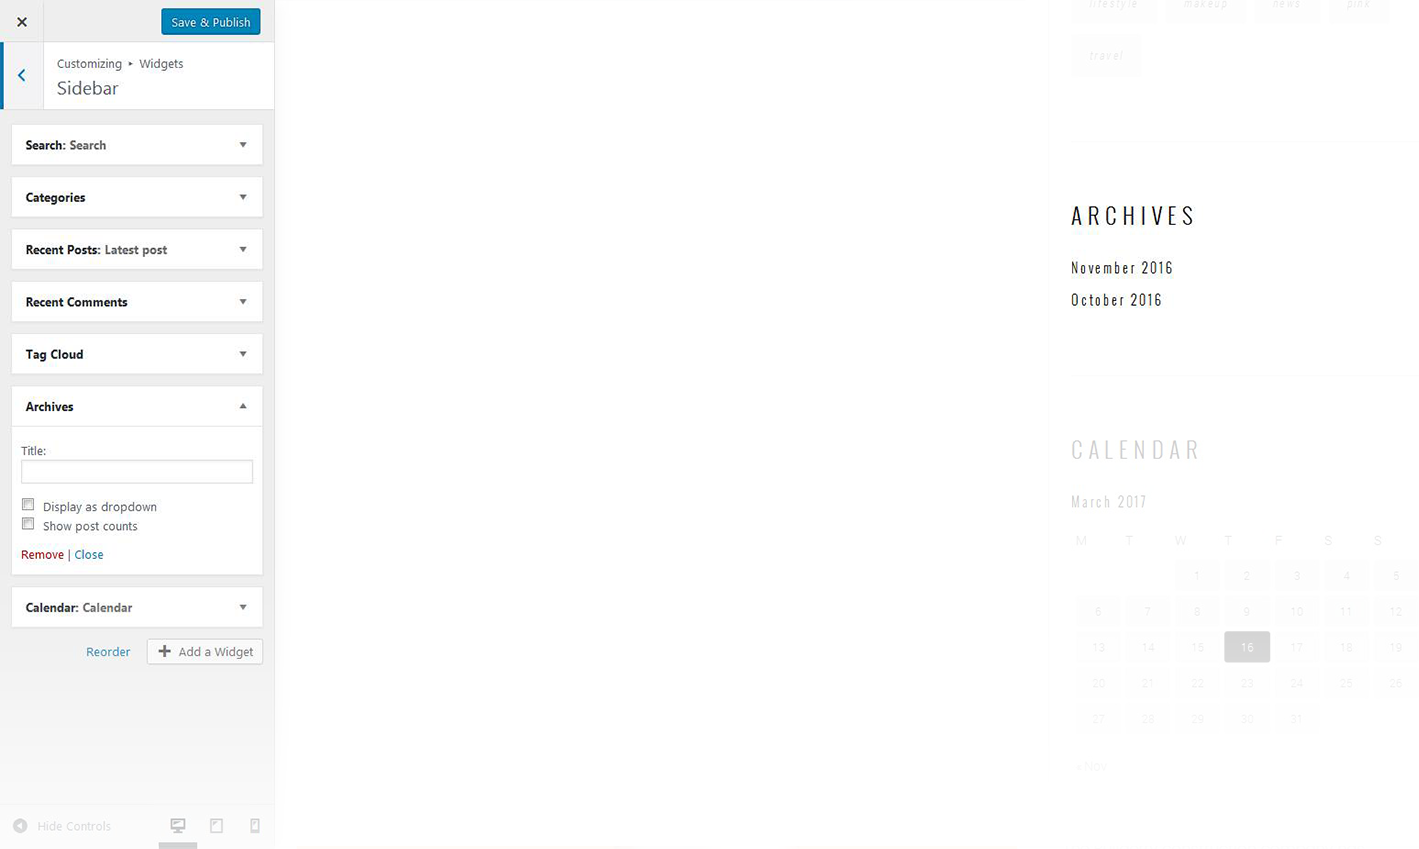 Save & Publish
Customizing ▸ Widgets
Sidebar
Search: Search
Categories
Recent Posts: Latest post
Recent Comments
Tag Cloud
Archives
Title:
Display as dropdown
Show post counts
Remove | Close
Calendar: Calendar
Reorder
Add a Widget
Hide Controls
lifestyle makeup news pink
travel
ARCHIVES
November 2016
October 2016
CALENDAR
March 2017
M T W T F S S
1 2 3 4 5
6 7 8 9 10 11 12
13 14 15 16 17 18 19
20 21 22 23 24 25 26
27 28 29 30 31
« Nov